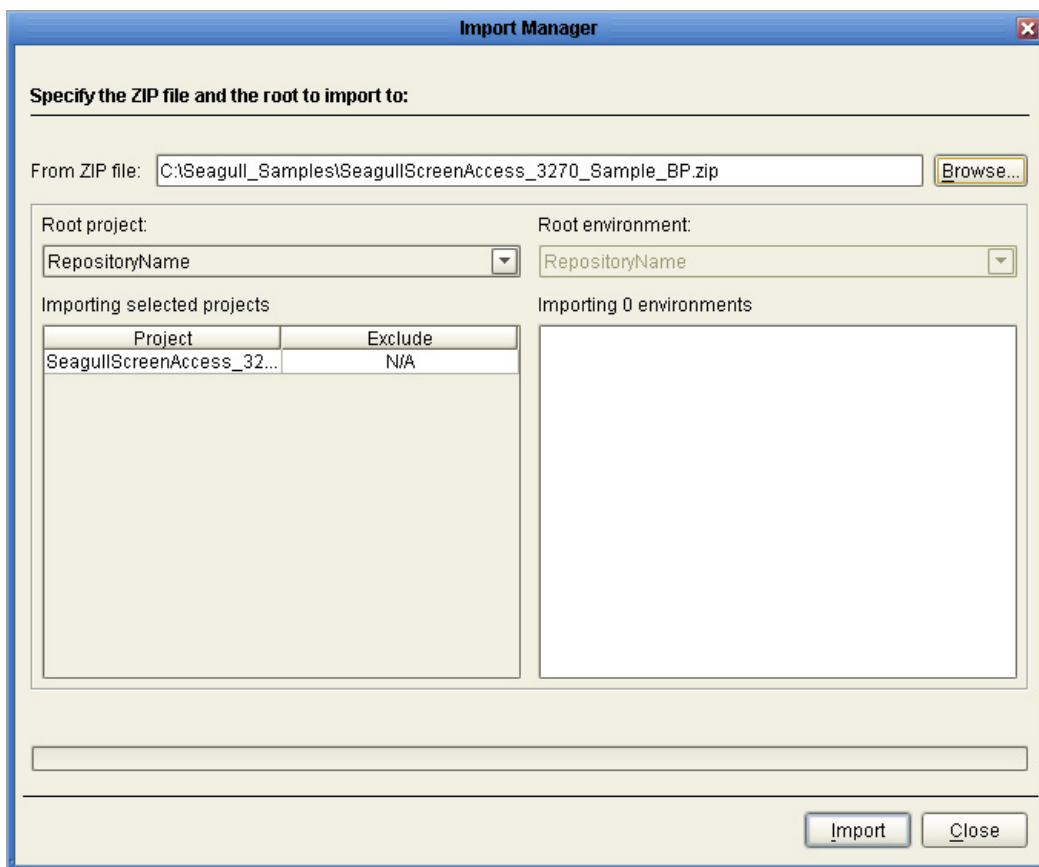 Import Manager
Specify the ZIP file and the root to import to:
From ZIP file: C:\Seagull_Samples\SeagullScreenAccess_3270_Sample_BP.zip Browse...
Root project: Root environment:
RepositoryName RepositoryName
Importing selected projects Importing 0 environments
Project Exclude
SeagullScreenAccess_32... N/A
Import Close